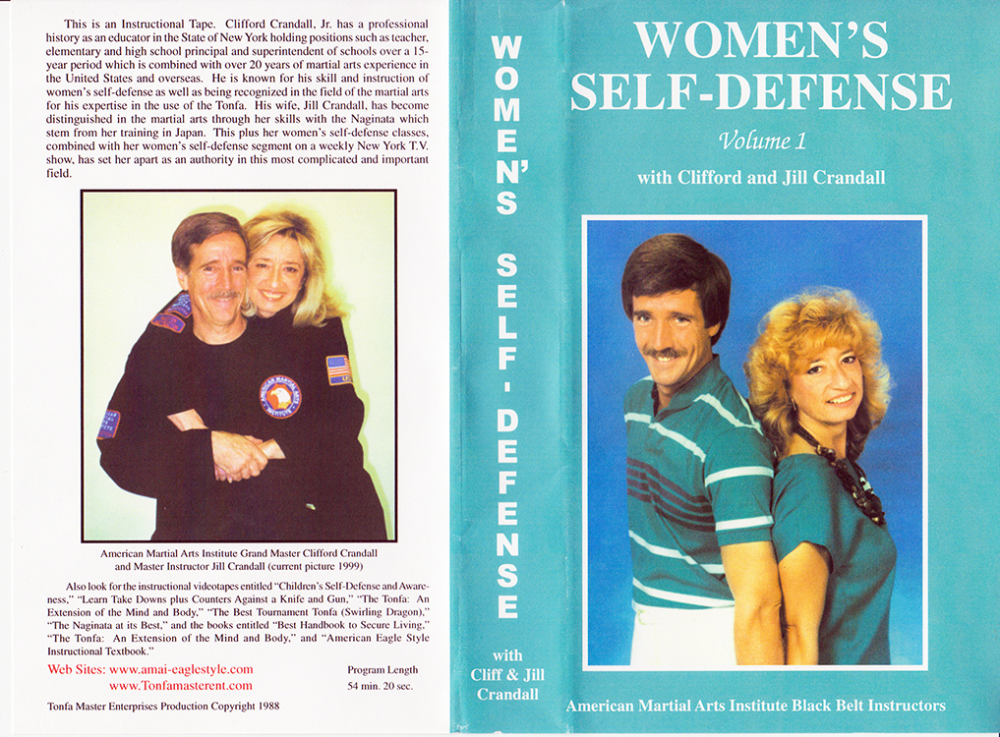 This is an Instructional Tape. Clifford Crandall, Jr. has a professional
history as an educator in the State of New York holding positions such as teacher,
elementary and high school principal and superintendent of schools over a 15-
year period which is combined with over 20 years of martial arts experience in
the United States and overseas. He is known for his skill and instruction of
women's self-defense as well as being recognized in the field of the martial arts
for his expertise in the use of the Tonfa. His wife, Jill Crandall, has become
distinguished in the martial arts through her skills with the Naginata which
stem from her training in Japan. This plus her women's self-defense classes,
combined with her women's self-defense segment on a weekly New York T.V.
show, has set her apart as an authority in this most complicated and important
field.
AMERICAN MARTIAL ARTS
INSTITUTE
American Martial Arts Institute Grand Master Clifford Crandall
and Master Instructor Jill Crandall (current picture 1999)
Also look for the instructional videotapes entitled “Children's Self-Defense and Aware-
ness,” “Learn Take Downs plus Counters Against a Knife and Gun,” “The Tonfa: An
Extension of the Mind and Body,” “The Best Tournament Tonfa (Swirling Dragon),”
“The Naginata at its Best,” and the books entitled “Best Handbook to Secure Living,”
“The Tonfa: An Extension of the Mind and Body,” and “American Eagle Style
Instructional Textbook.”
Web Sites: www.amai-eaglestyle.com
www.Tonfamasterent.com
Program Length
54 min. 20 sec.
Tonfa Master Enterprises Production Copyright 1988
WOMEN'S SELF-DEFENSE
with
Cliff & Jill
Crandall
WOMEN'S
SELF-DEFENSE
Volume 1
with Clifford and Jill Crandall
American Martial Arts Institute Black Belt Instructors